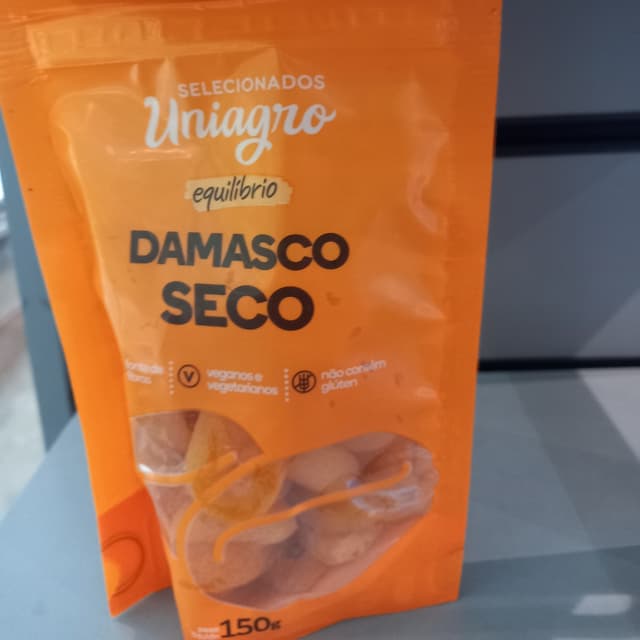 SELECIONADOS
Uniagro
equilíbrio
DAMASCO
SECO
veganos e
vegetarianos
não contém
glúten
150g